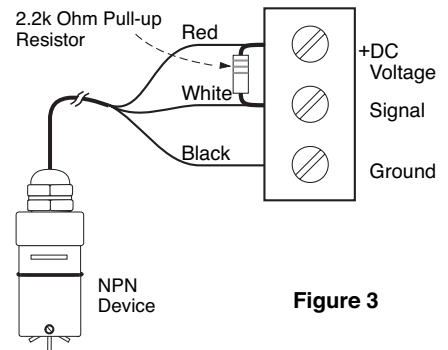 2.2k Ohm Pull-up
Resistor
Red
White
Black
+DC
Voltage
Signal
Ground
NPN
Device
Figure 3